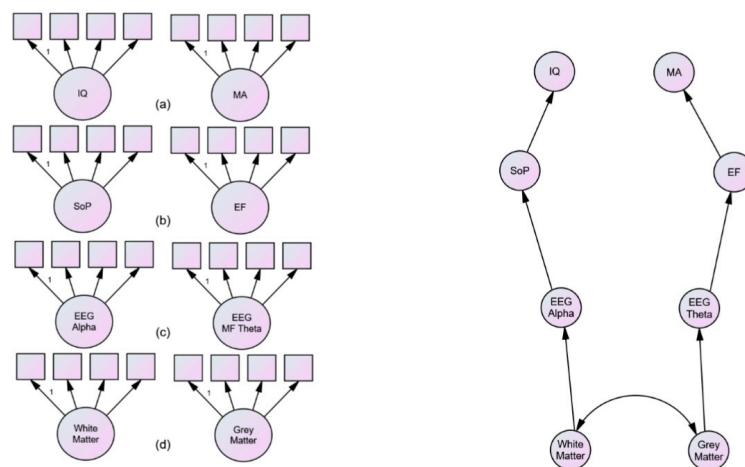 1
IQ
1
MA
(a)
1
SoP
1
EF
(b)
1
EEG
Alpha
1
EEG
MF Theta
(c)
1
White
Matter
1
Grey
Matter
(d)
IQ
MA
SoP
EF
EEG
Alpha
EEG
Theta
White
Matter
Grey
Matter